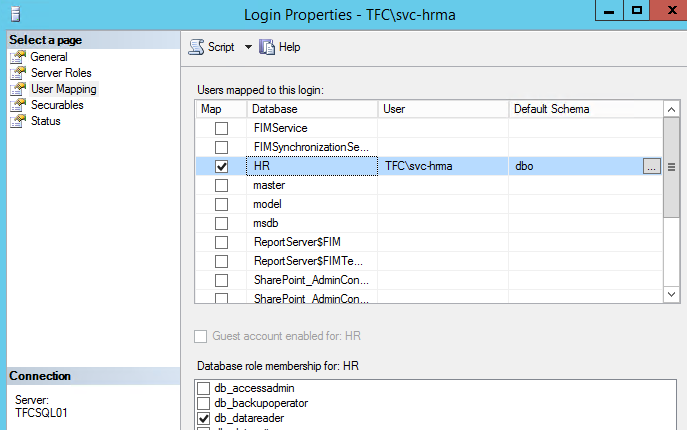 Login Properties - TFC\svc-hrma
Select a page
General
Server Roles
User Mapping
Securables
Status
Script
Help
Users mapped to this login:
Map Database User Default Schema
FIMService
FIMSynchronizationSe...
HR TFC\svc-hrma dbo ...
master
model
msdb
ReportServer$FIM
ReportServer$FIMTe...
SharePoint_AdminCon...
SharePoint_AdminCon...
Guest account enabled for: HR
Database role membership for: HR
db_accessadmin
db_backupoperator
db_datareader
Connection
Server:
TFCSQL01